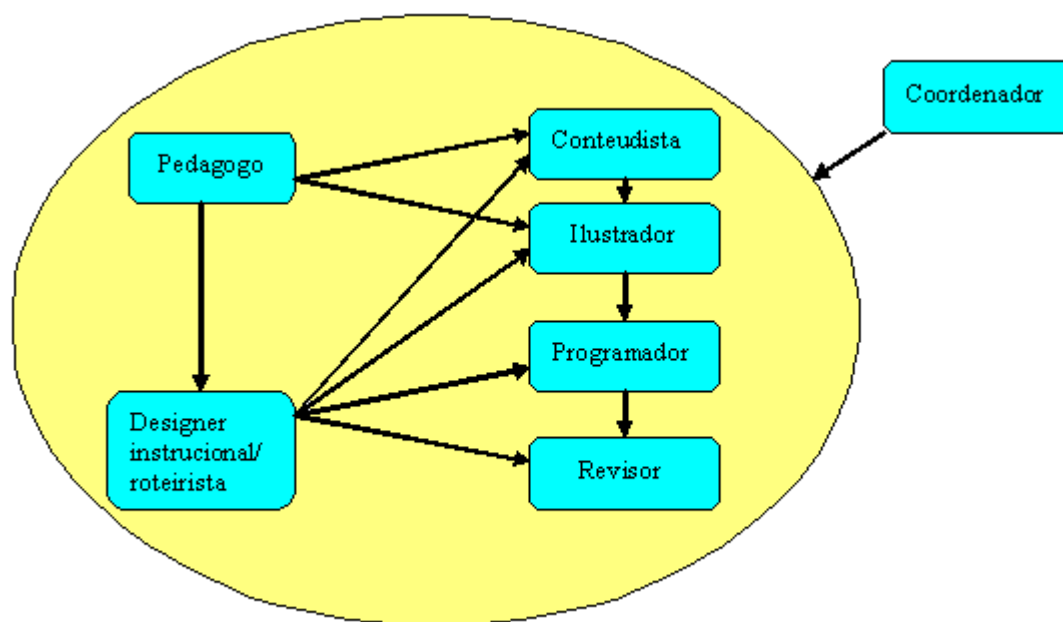 Coordenador
Conteudista
Pedagogo
Ilustrador
Programador
Designer
instrucional/
roteirista
Revisor